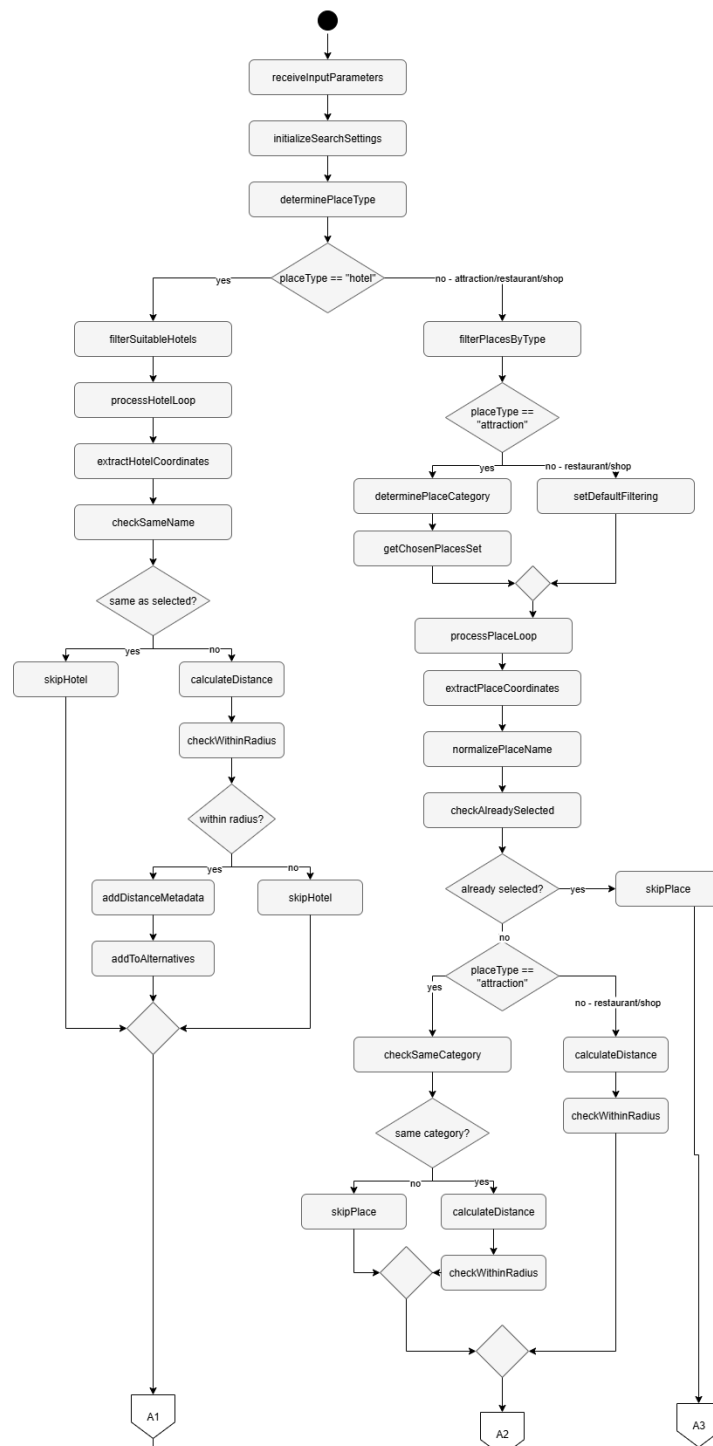 receiveInputParameters
initializeSearchSettings
determinePlaceType
placeType == "hotel"
yes
no - attraction/restaurant/shop
filterSuitableHotels
filterPlacesByType
processHotelLoop
placeType ==
"attraction"
extractHotelCoordinates
yes
no - restaurant/shop
determinePlaceCategory
setDefaultFiltering
checkSameName
getChosenPlacesSet
same as selected?
processPlaceLoop
yes
no
skipHotel
calculateDistance
extractPlaceCoordinates
checkWithinRadius
normalizePlaceName
within radius?
checkAlreadySelected
yes
no
addDistanceMetadata
skipHotel
already selected?
yes
skipPlace
addToAlternatives
no
placeType ==
"attraction"
yes
no - restaurant/shop
checkSameCategory
calculateDistance
checkWithinRadius
same category?
no
yes
skipPlace
calculateDistance
checkWithinRadius
A1
A2
A3